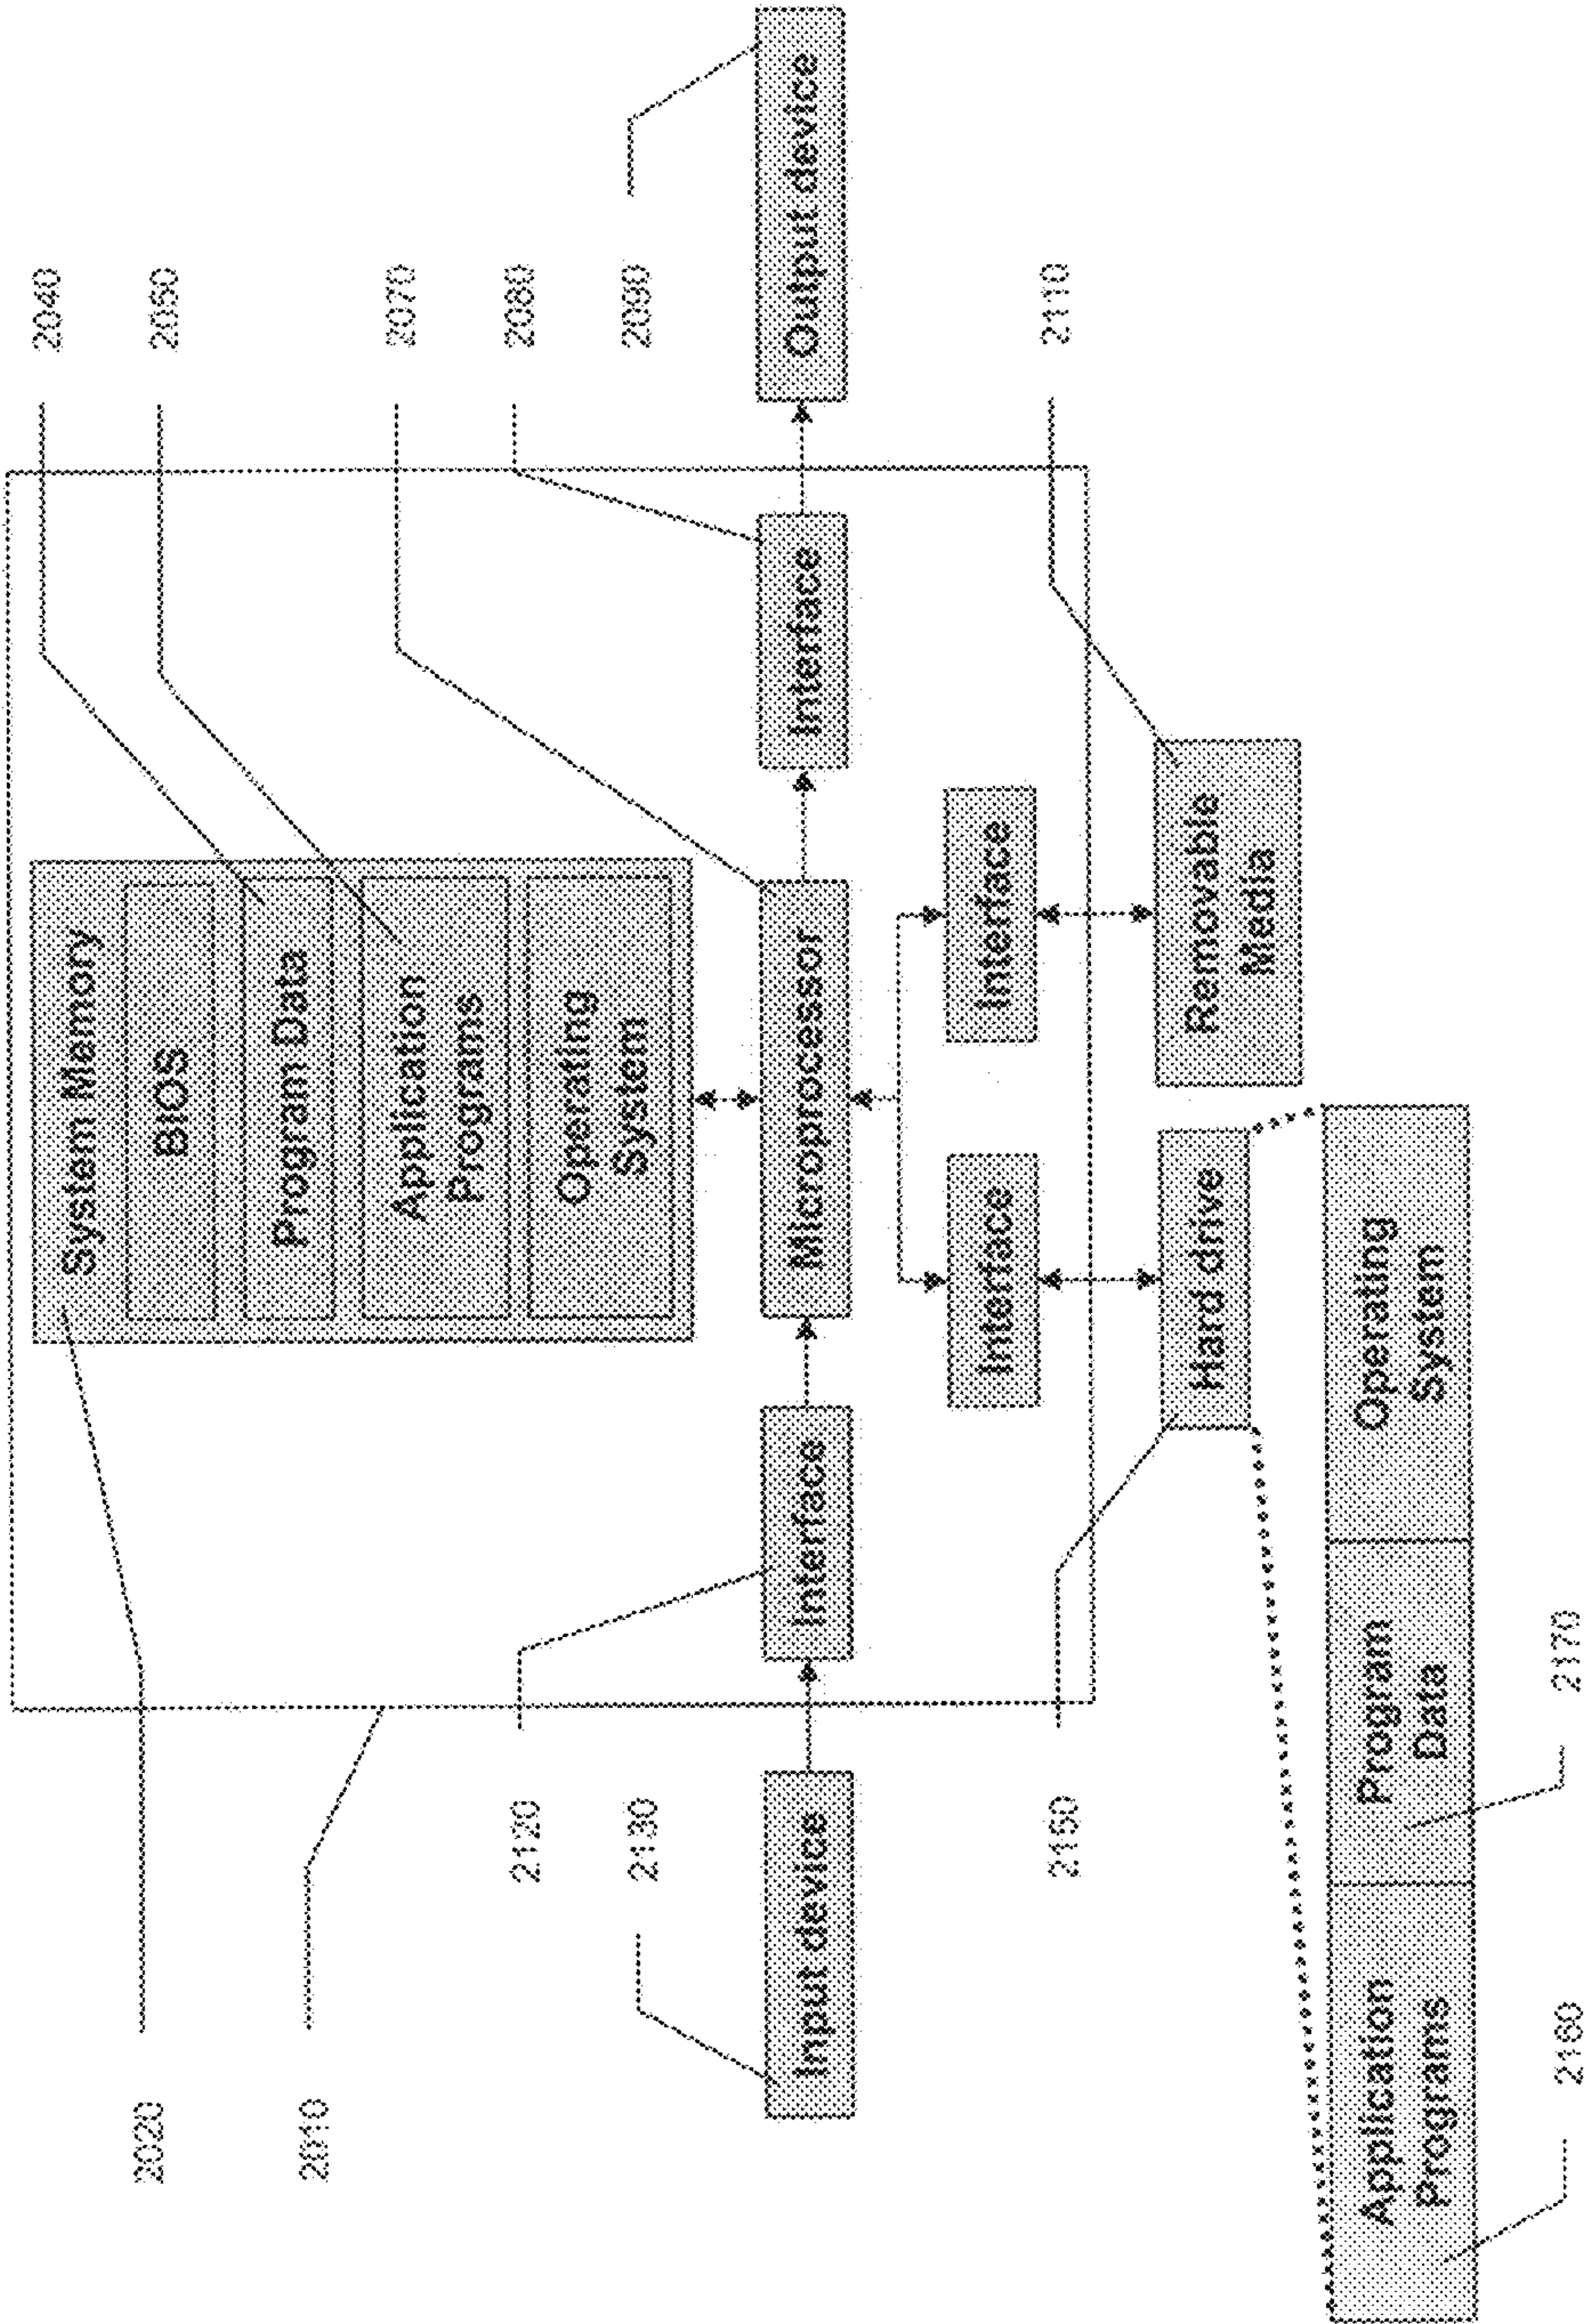 2040
System Memory
2020
BIOS
2050
Program Data
2010
Application
Programs
2070
2120
2080
Operating
System
2130
2090
Input device
Interface
Microprocessor
Interface
Output device
Interface
Interface
2150
2110
Hard drive
Removable
Media
Application
Programs
Program
Data
Operating
System
2160
2170